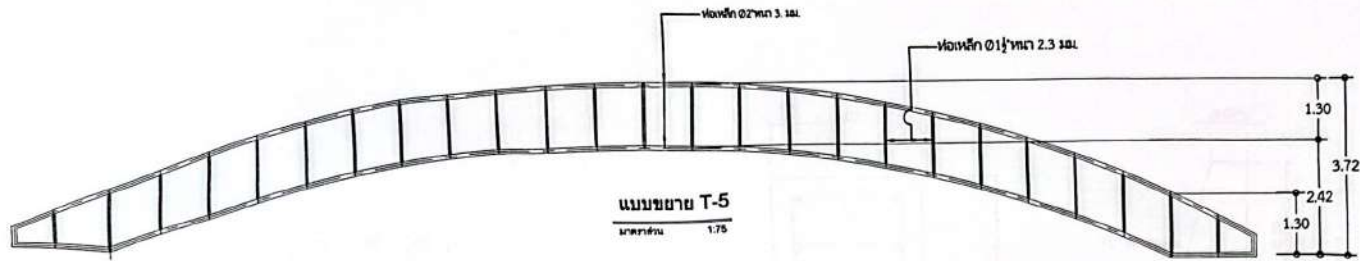 ท่อเหล็ก Ø2"หนา 3. มม.
ท่อเหล็ก Ø1½"หนา 2.3 มม.
1.30
3.72
2.42
1.30
แบบขยาย T-5
มาตราส่วน 1:75